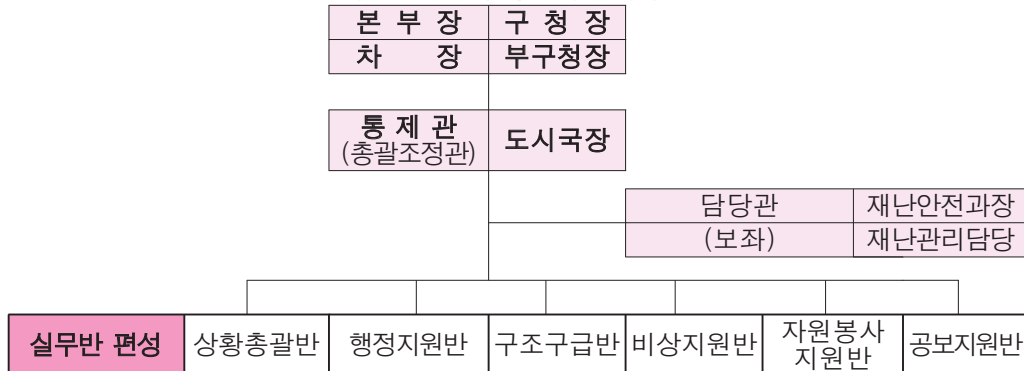 본 부 장 구 청 장
차 장 부구청장
통 제 관 도시국장
(총괄조정관)
담당관 재난안전과장
(보좌) 재난관리담당
실무반 편성 상황총괄반 행정지원반 구조구급반 비상지원반 자원봉사 공보지원반
지원반